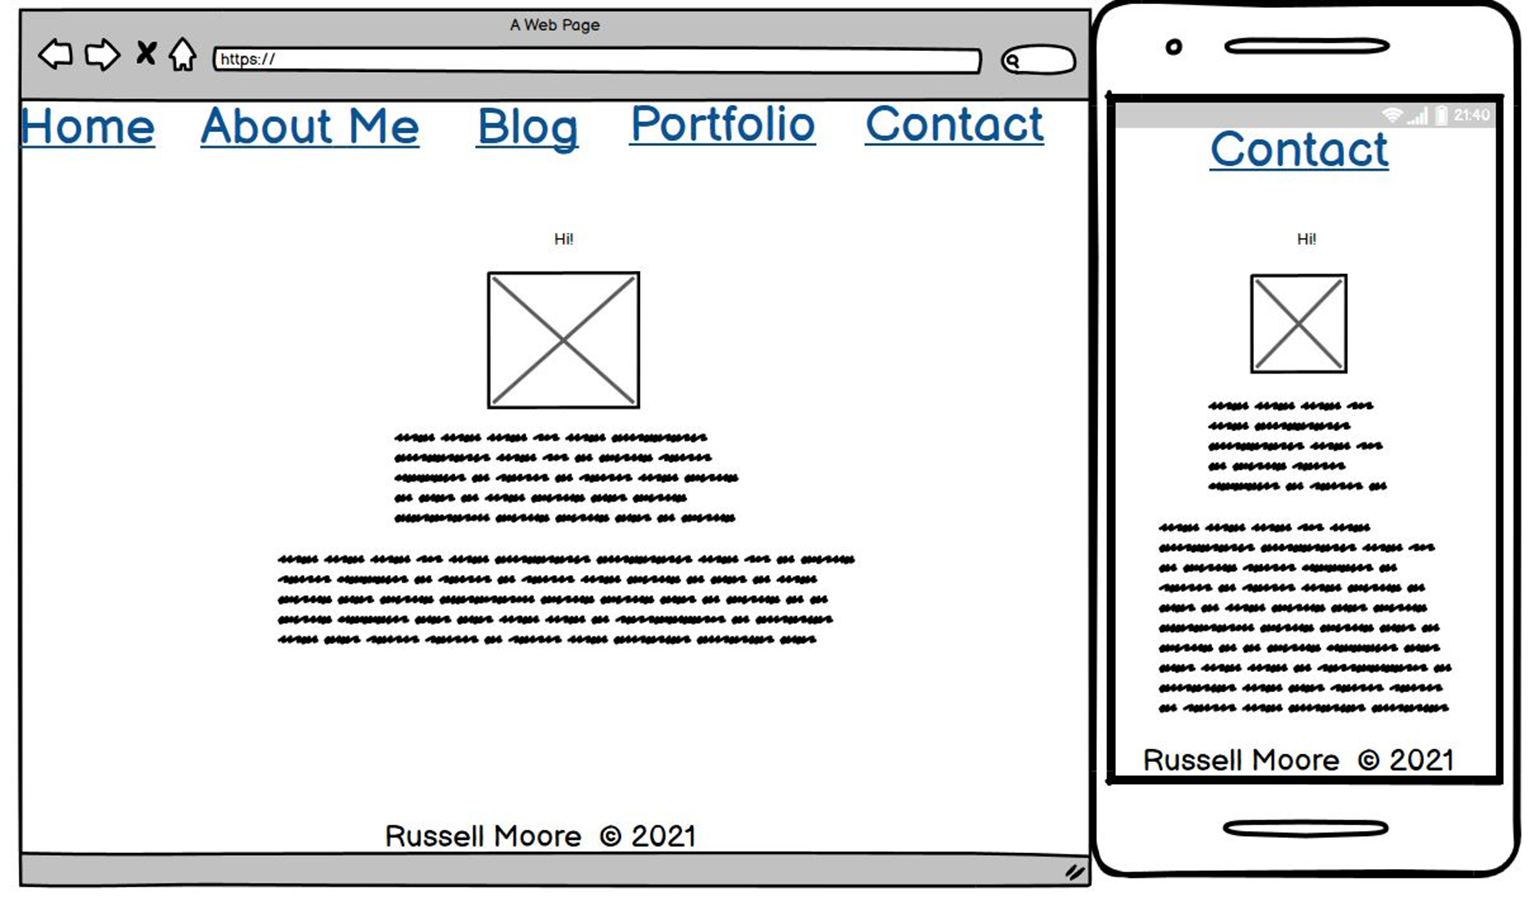 A Web Page
https://
Home About Me Blog Portfolio Contact
Hi!
Russell Moore © 2021
21:40
Contact
Hi!
Russell Moore © 2021